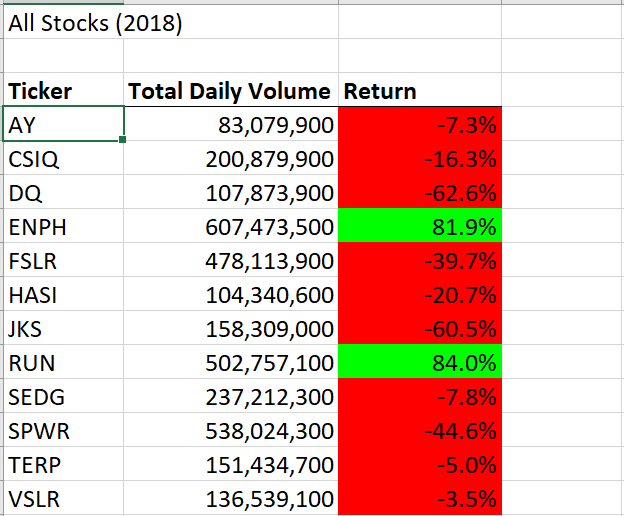 All Stocks (2018)
Ticker Total Daily Volume Return
AY 83,079,900 -7.3%
CSIQ 200,879,900 -16.3%
DQ 107,873,900 -62.6%
ENPH 607,473,500 81.9%
FSLR 478,113,900 -39.7%
HASI 104,340,600 -20.7%
JKS 158,309,000 -60.5%
RUN 502,757,100 84.0%
SEDG 237,212,300 -7.8%
SPWR 538,024,300 -44.6%
TERP 151,434,700 -5.0%
VSLR 136,539,100 -3.5%